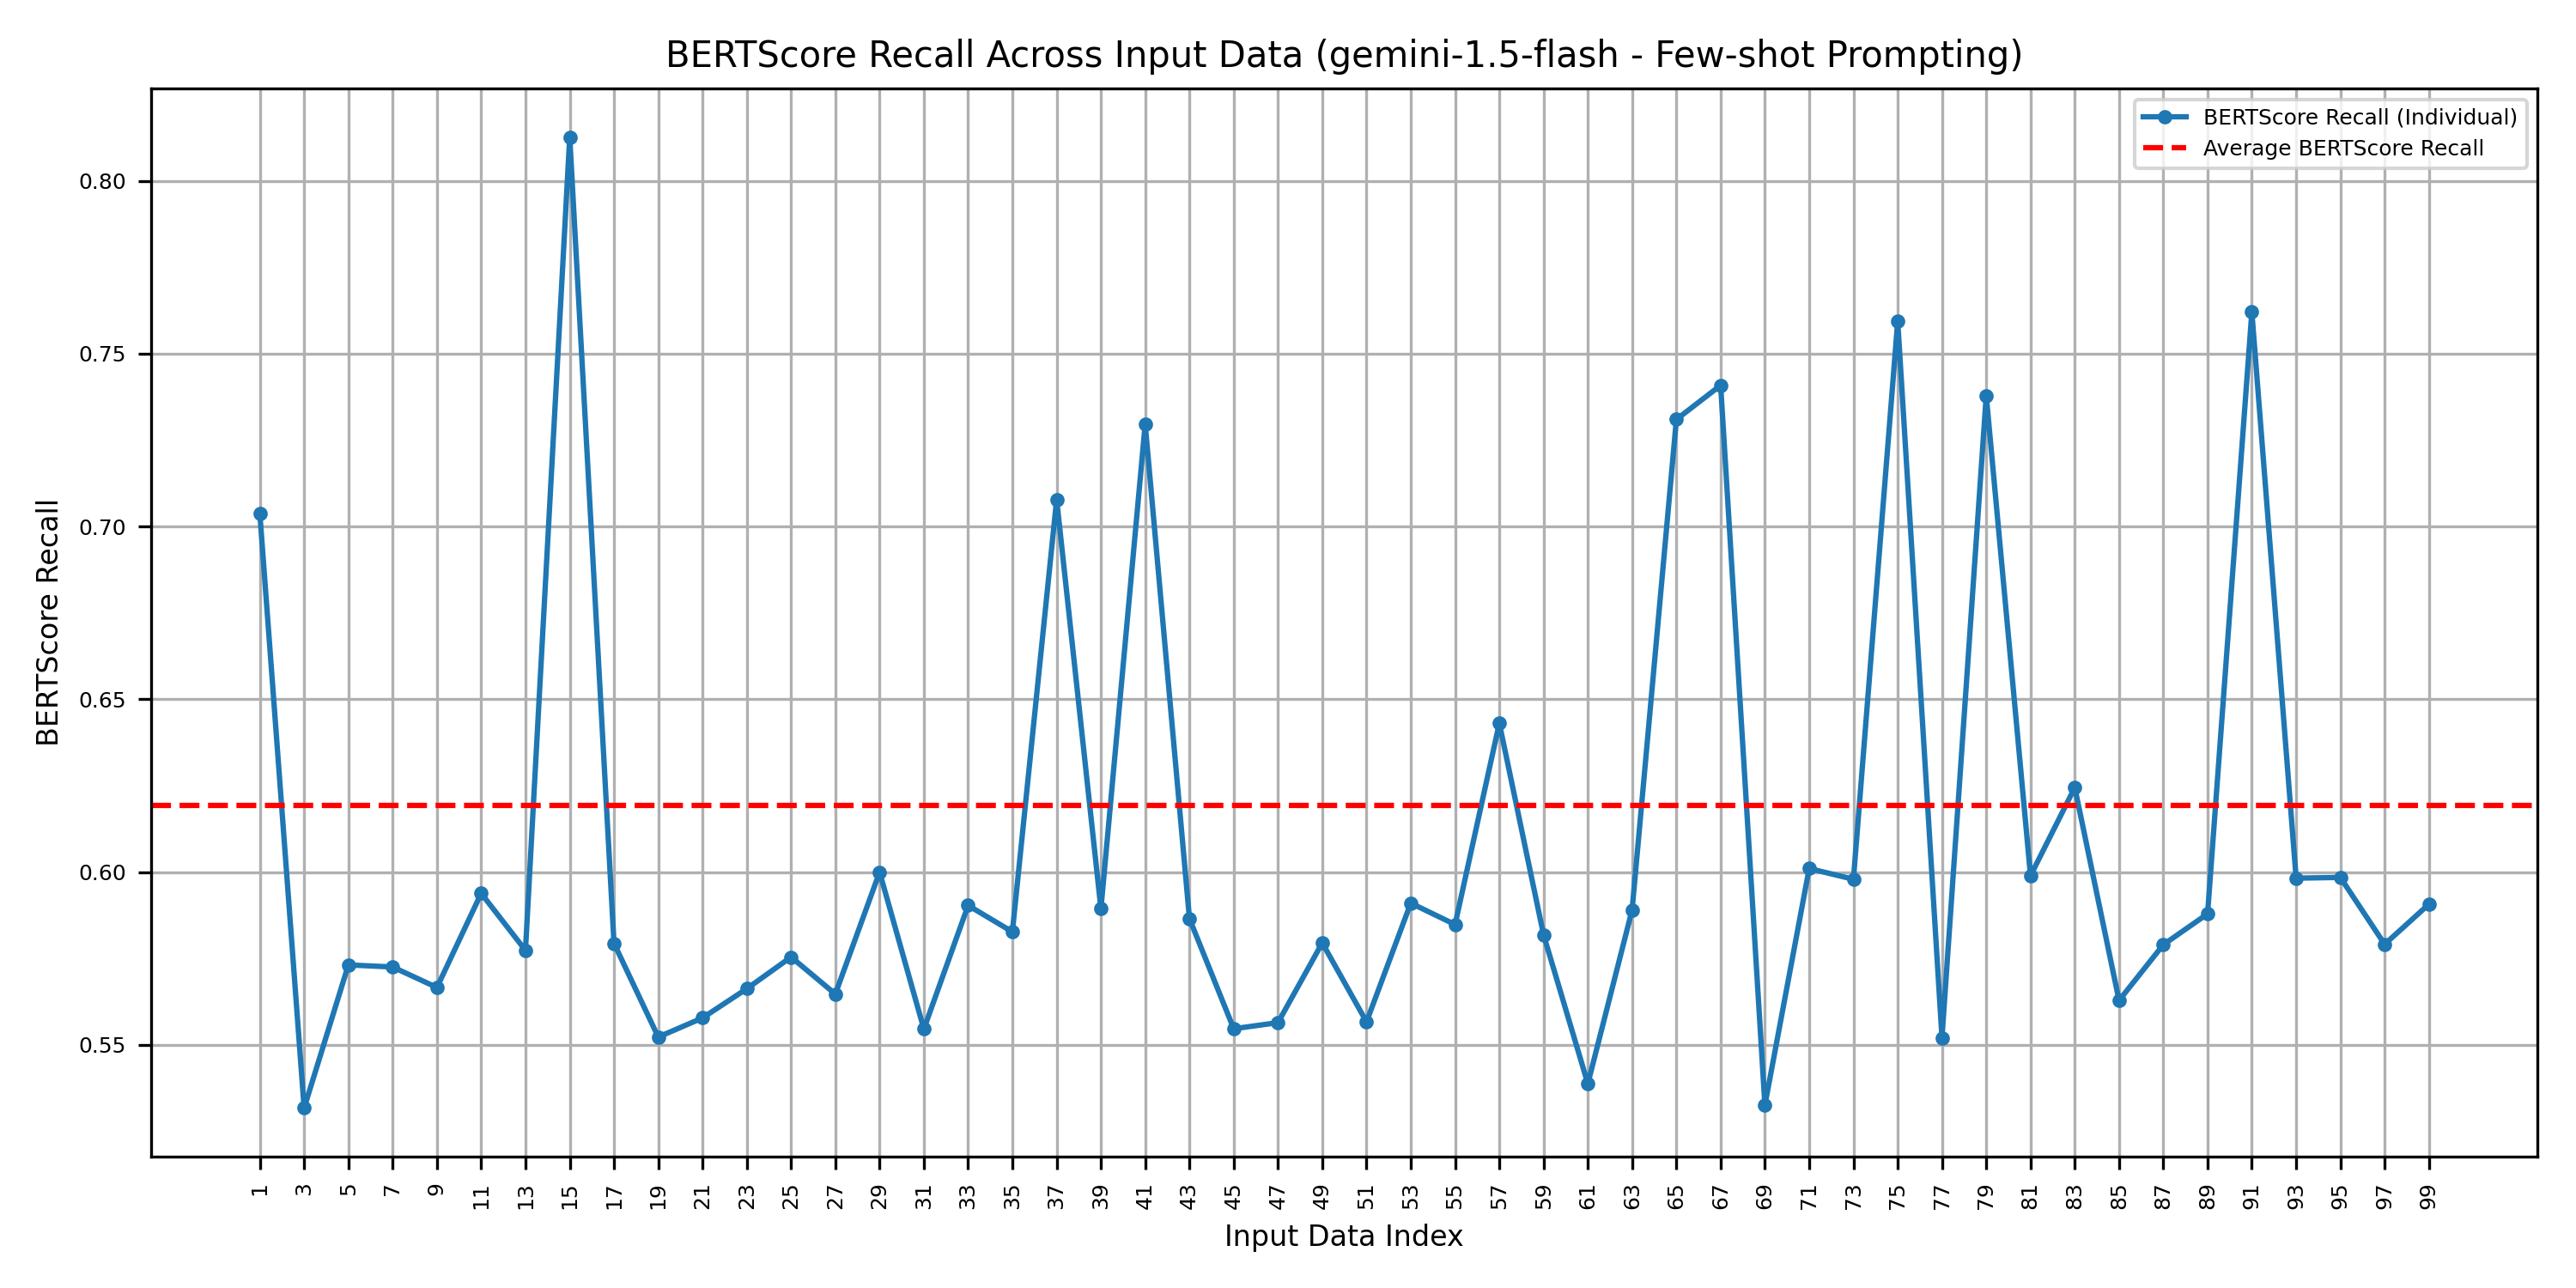 BERTScore Recall Across Input Data (gemini-1.5-flash - Few-shot Prompting)
BERTScore Recall (Individual)
Average BERTScore Recall
BERTScore Recall
0.80
0.75
0.70
0.65
0.60
0.55
1 3 5 7 9 11 13 15 17 19 21 23 25 27 29 31 33 35 37 39 41 43 45 47 49 51 53 55 57 59 61 63 65 67 69 71 73 75 77 79 81 83 85 87 89 91 93 95 97 99
Input Data Index